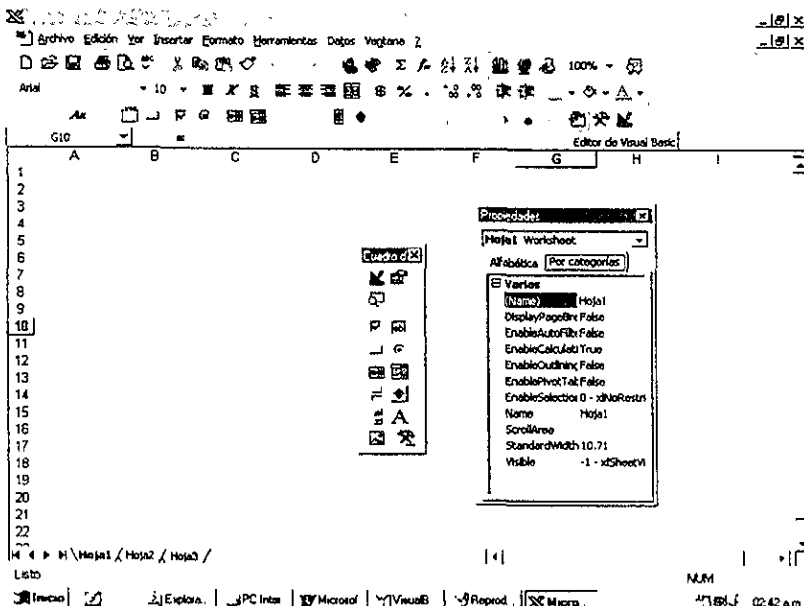 Archivo Edición Ver Insertar Formato Herramientas Datos Ventana ?
100%
Arial 10
G10 =
Editor de Visual Basic
A B C D E F G H I
1
2
3
4
5
6
7
8
9
10
11
12
13
14
15
16
17
18
19
20
21
22
Cuadro d
Propiedades
Hoja1 Worksheet
Alfabética Por categorías
Varios
(Name) Hoja1
DisplayPageBre False
EnableAutoFilt False
EnableCalculati True
EnableOutlining False
EnablePivotTab False
EnableSelection 0 - xlNoRestri
Name Hoja1
ScrollArea
StandardWidth 10.71
Visible -1 - xlSheetVi
Hoja1 Hoja2 Hoja3
Listo
NUM
Inicio Explora.. PC Inter Microsof VisualB Reprod.. Micro..
02:42 a.m.